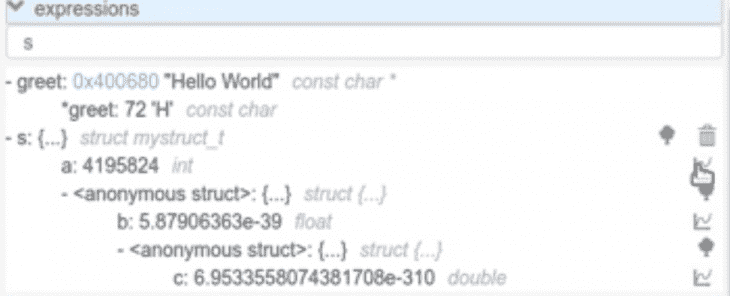 expressions
s
- greet: 0x400680 "Hello World" const char *
*greet: 72 'H' const char
- s: {...} struct mystruct_t
a: 4195824 int
- <anonymous struct>: {...} struct {...}
b: 5.87906363e-39 float
- <anonymous struct>: {...} struct {...}
c: 6.9533558074381708e-310 double